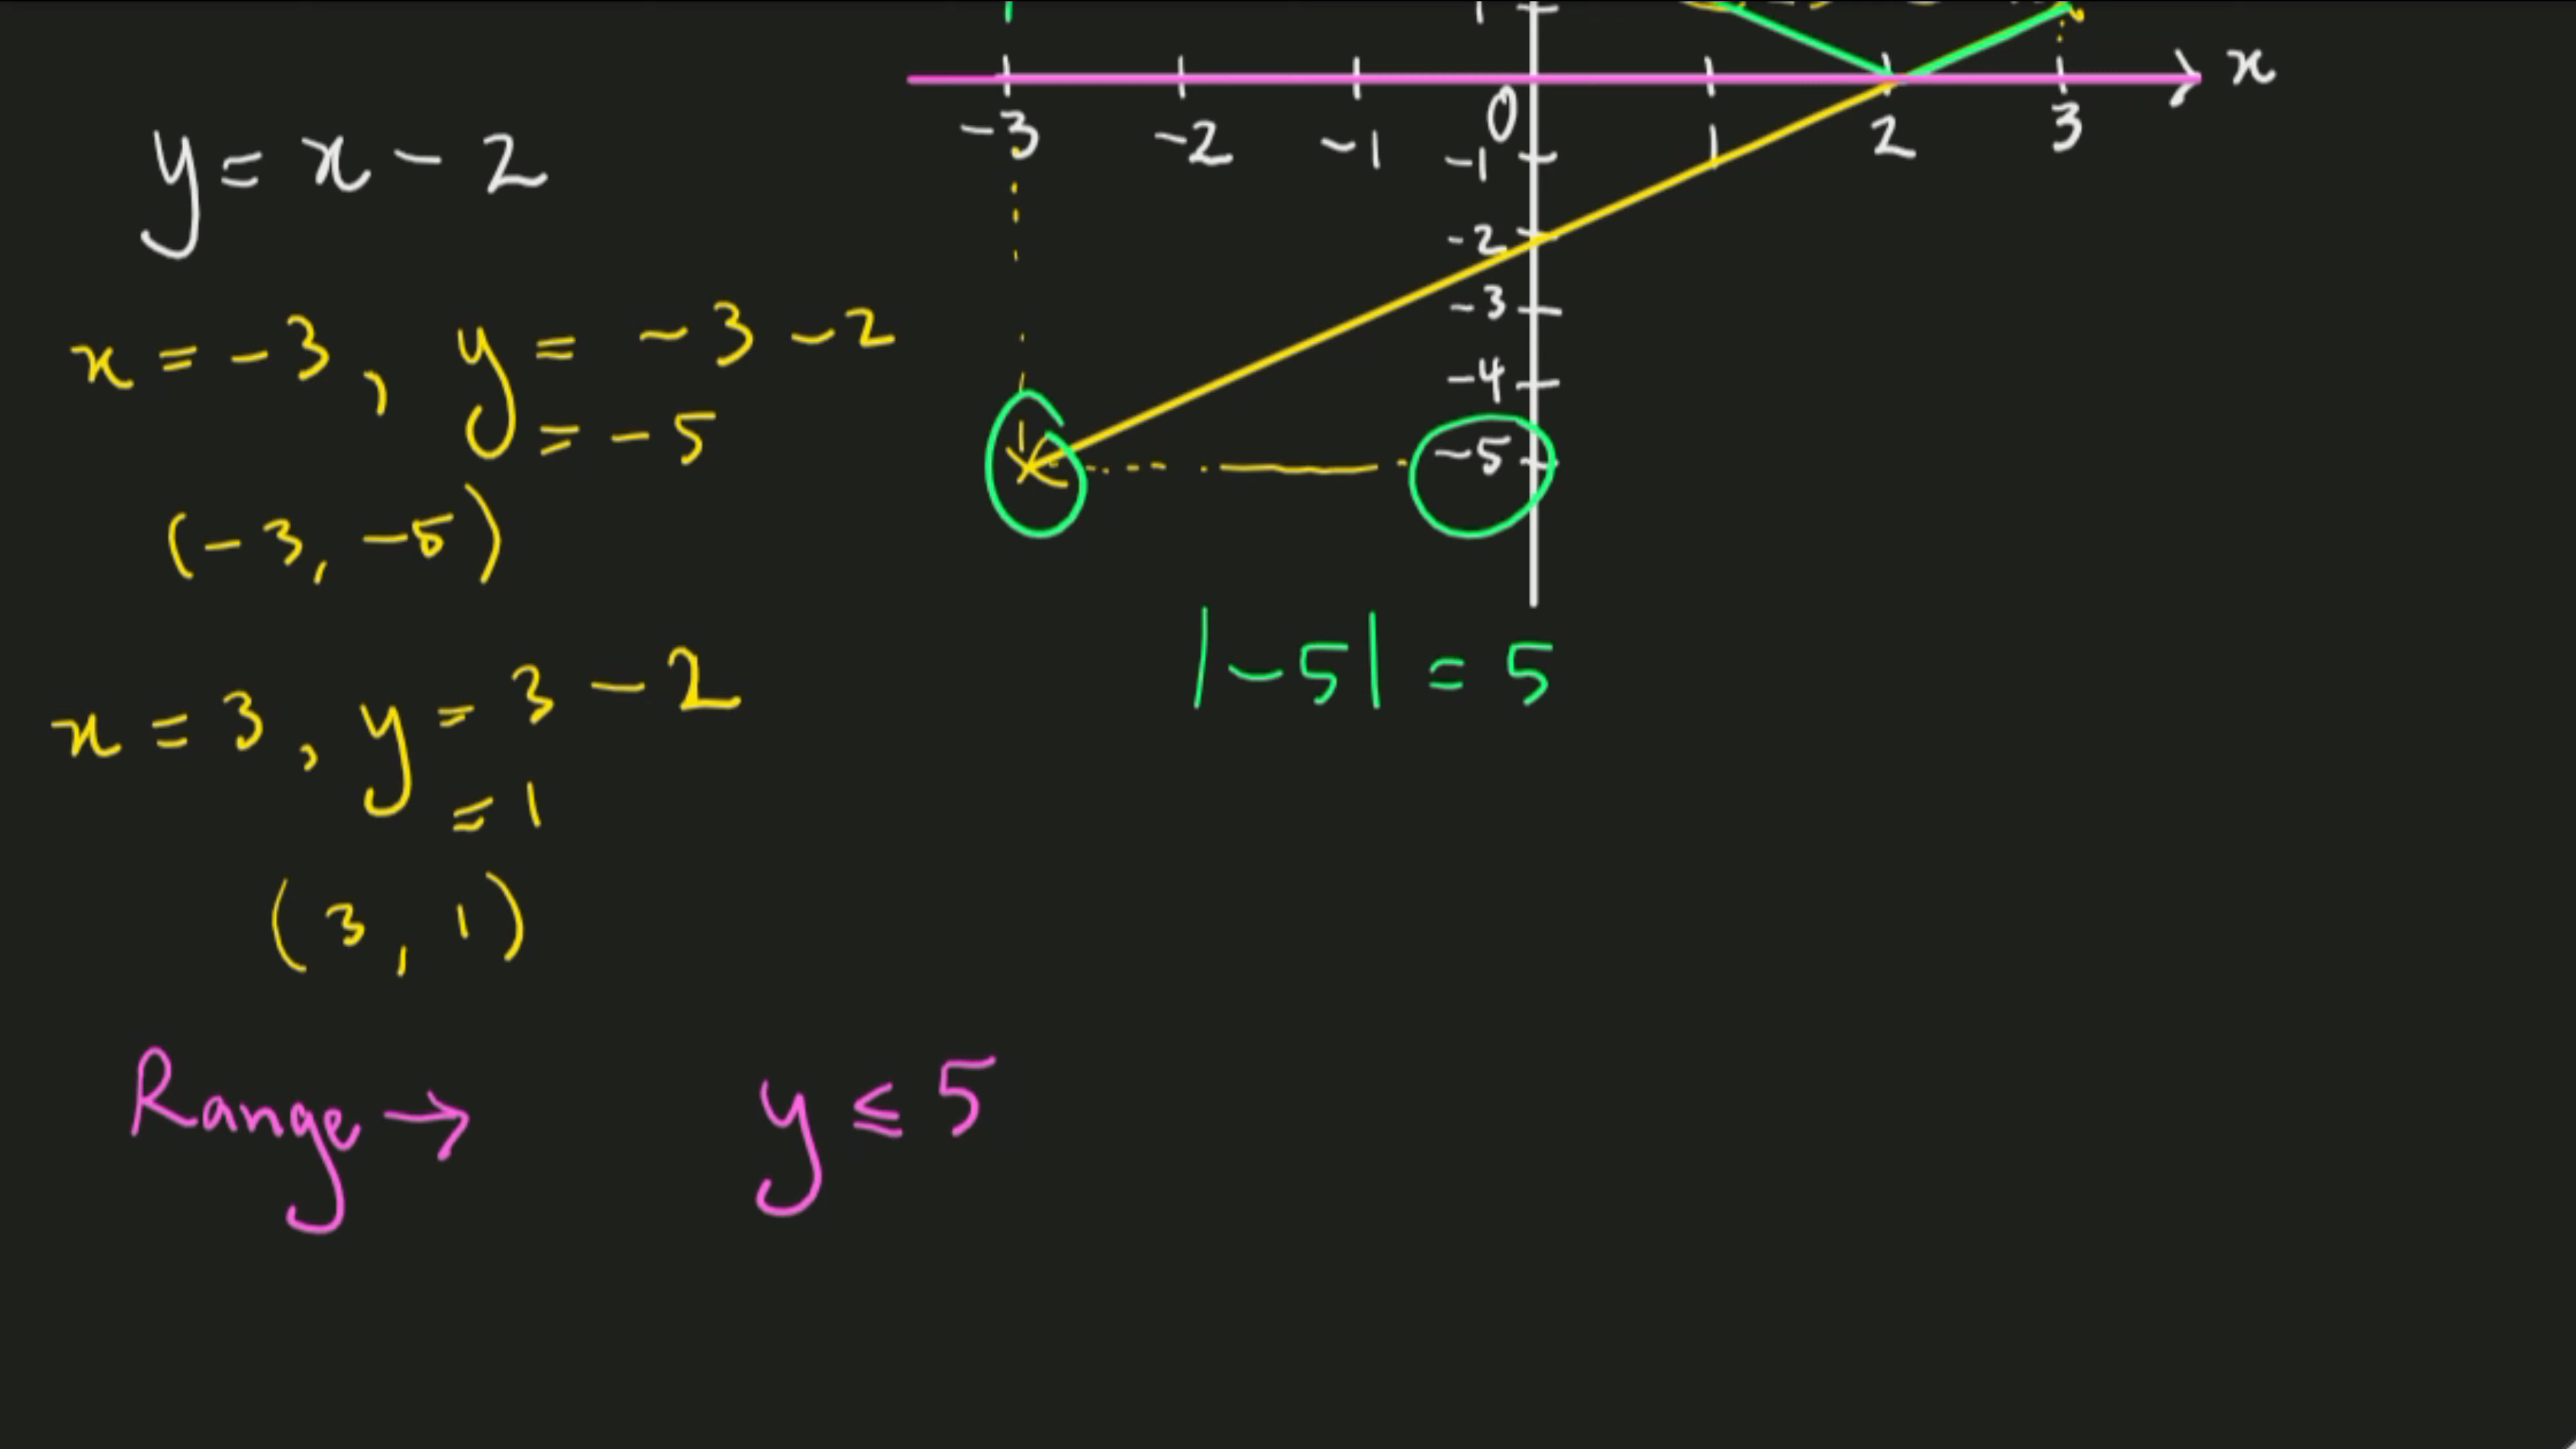 1
x
-3 -2 -1 0 1 2 3
-1
-2
-3
-4
-5
y = x - 2
x = -3, y = -3 - 2
= -5
(-3, -5)
|-5| = 5
x = 3, y = 3 - 2
= 1
(3, 1)
Range → y ≤ 5